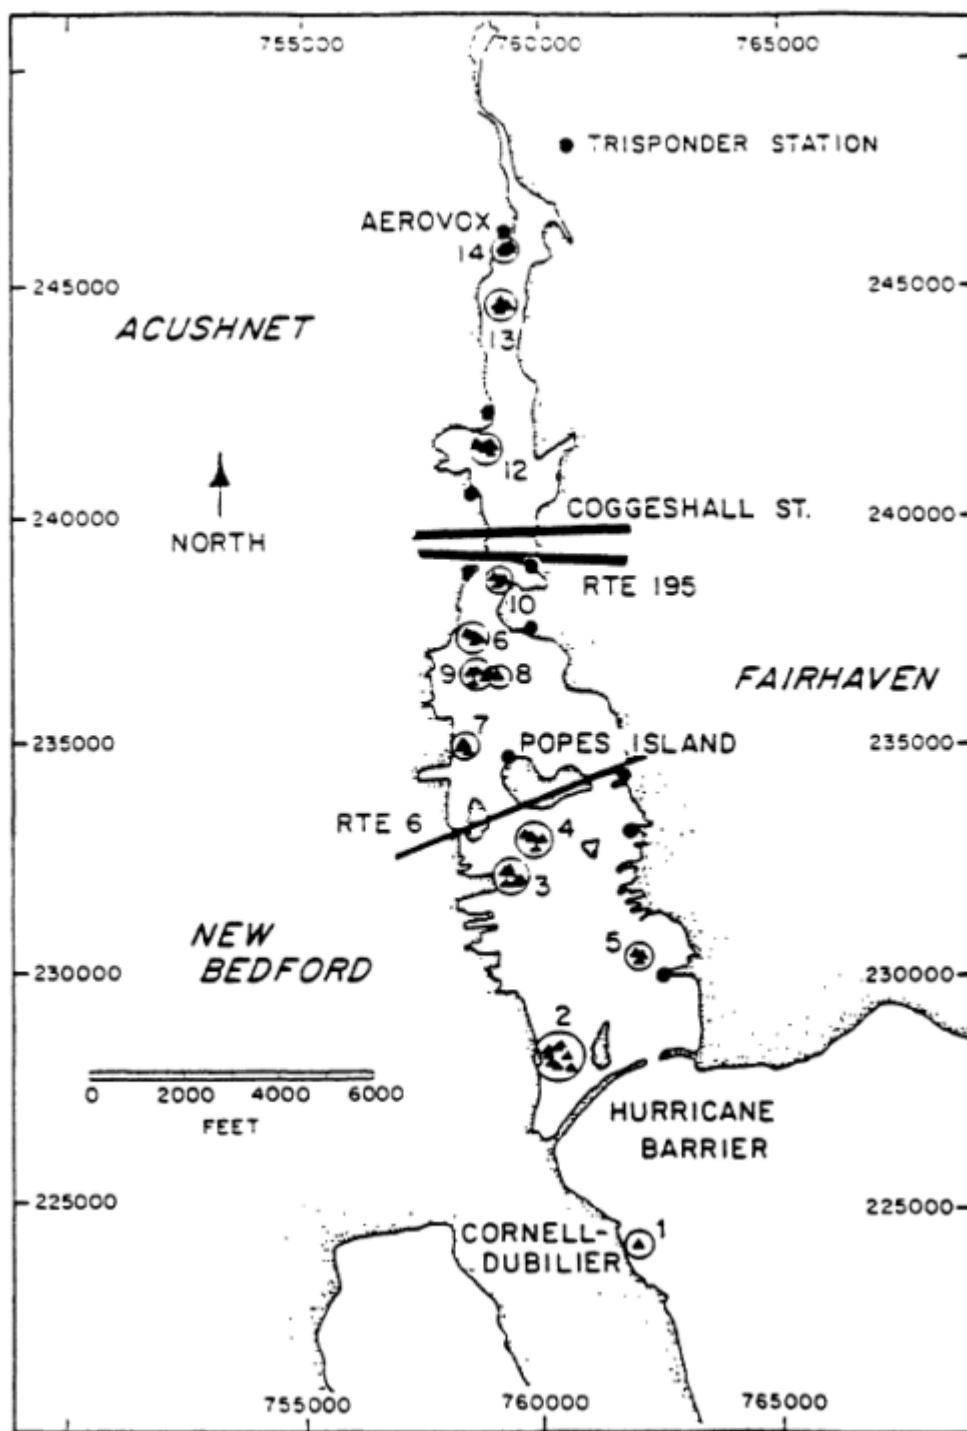 755000 760000 765000
TRISPONDER STATION
AEROVOX
14
245000 245000
ACUSHNET
13
12
COGGESHALL ST.
240000 240000
NORTH
RTE 195
10
6
9 8
FAIRHAVEN
7
235000 POPES ISLAND 235000
RTE 6
4
3
NEW
BEDFORD
5
230000 230000
2
0 2000 4000 6000
FEET
HURRICANE
BARRIER
225000 225000
CORNELL-
DUBILIER
1
755000 760000 765000